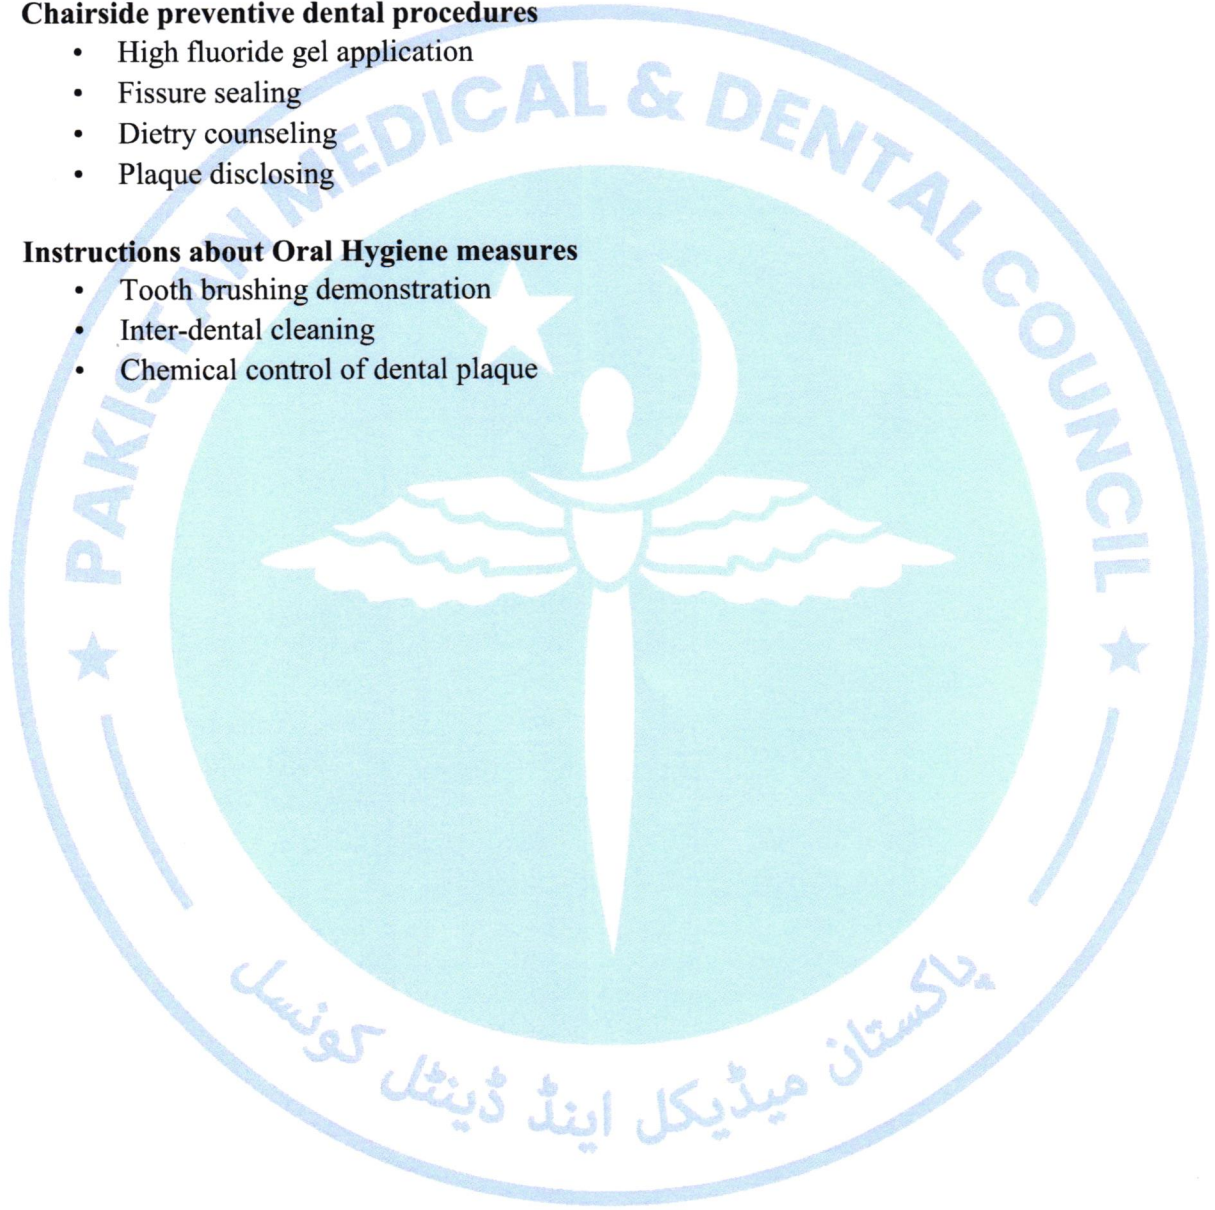 Chairside preventive dental procedures
• High fluoride gel application
• Fissure sealing
• Dietry counseling
• Plaque disclosing
Instructions about Oral Hygiene measures
• Tooth brushing demonstration
• Inter-dental cleaning
• Chemical control of dental plaque
PAKISTAN MEDICAL & DENTAL COUNCIL
پاکستان میڈیکل اینڈ ڈینٹل کونسل